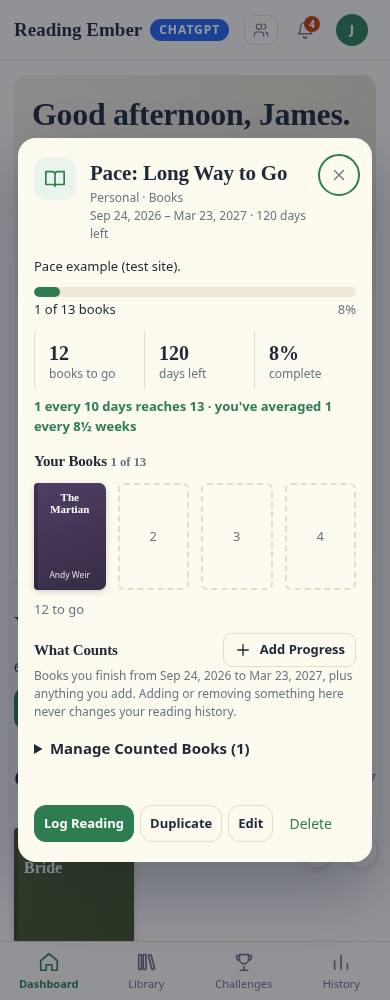 Reading Ember
CHATGPT
4
J
Good afternoon, James.
Pace: Long Way to Go
Personal · Books
Sep 24, 2026 – Mar 23, 2027 · 120 days
left
Pace example (test site).
1 of 13 books
8%
12
books to go
120
days left
8%
complete
1 every 10 days reaches 13 · you've averaged 1
every 8½ weeks
Your Books 1 of 13
The
Martian
Andy Weir
2
3
4
12 to go
What Counts
Add Progress
Books you finish from Sep 24, 2026 to Mar 23, 2027, plus
anything you add. Adding or removing something here
never changes your reading history.
Manage Counted Books (1)
Log Reading
Duplicate
Edit
Delete
Bride
Dashboard
Library
Challenges
History